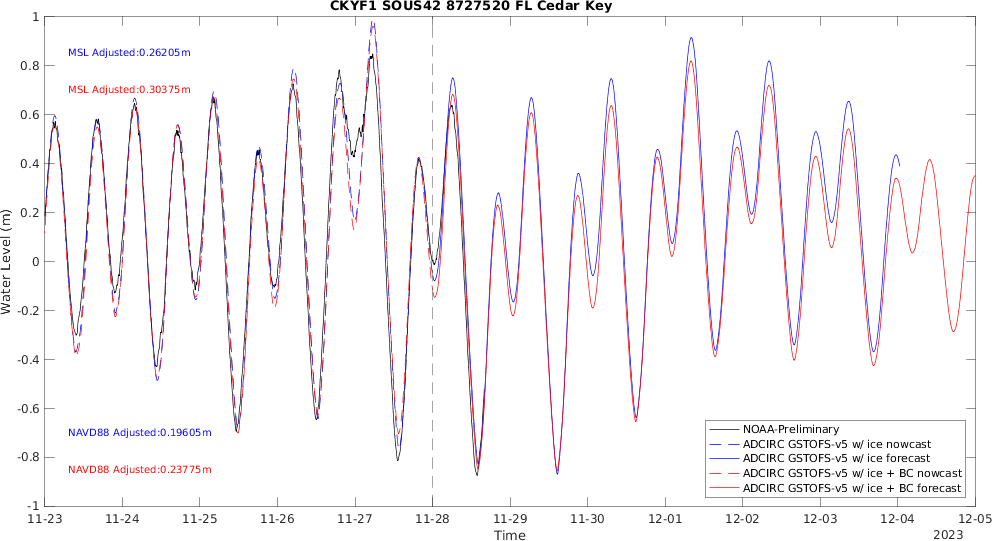 CKYF1 SOUS42 8727520 FL Cedar Key
1
0.8
0.6
0.4
0.2
0
-0.2
-0.4
-0.6
-0.8
-1
Water Level (m)
MSL Adjusted:0.26205m
MSL Adjusted:0.30375m
NAVD88 Adjusted:0.19605m
NAVD88 Adjusted:0.23775m
NOAA-Preliminary
ADCIRC GSTOFS-v5 w/ ice nowcast
ADCIRC GSTOFS-v5 w/ ice forecast
ADCIRC GSTOFS-v5 w/ ice + BC nowcast
ADCIRC GSTOFS-v5 w/ ice + BC forecast
11-23 11-24 11-25 11-26 11-27 11-28 11-29 11-30 12-01 12-02 12-03 12-04 12-05
Time
2023